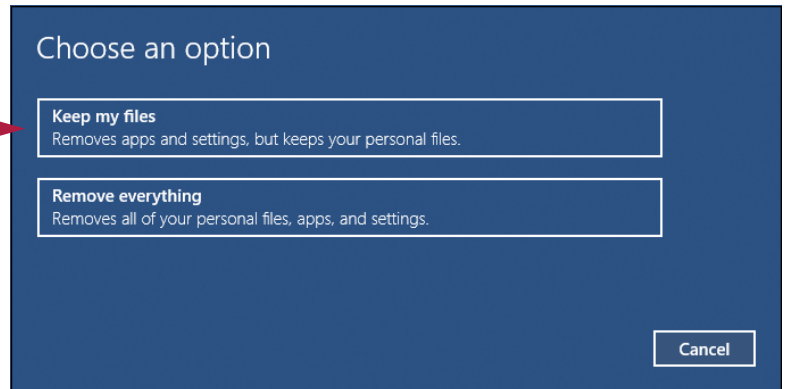 Choose an option
Keep my files
Removes apps and settings, but keeps your personal files.
Remove everything
Removes all of your personal files, apps, and settings.
Cancel